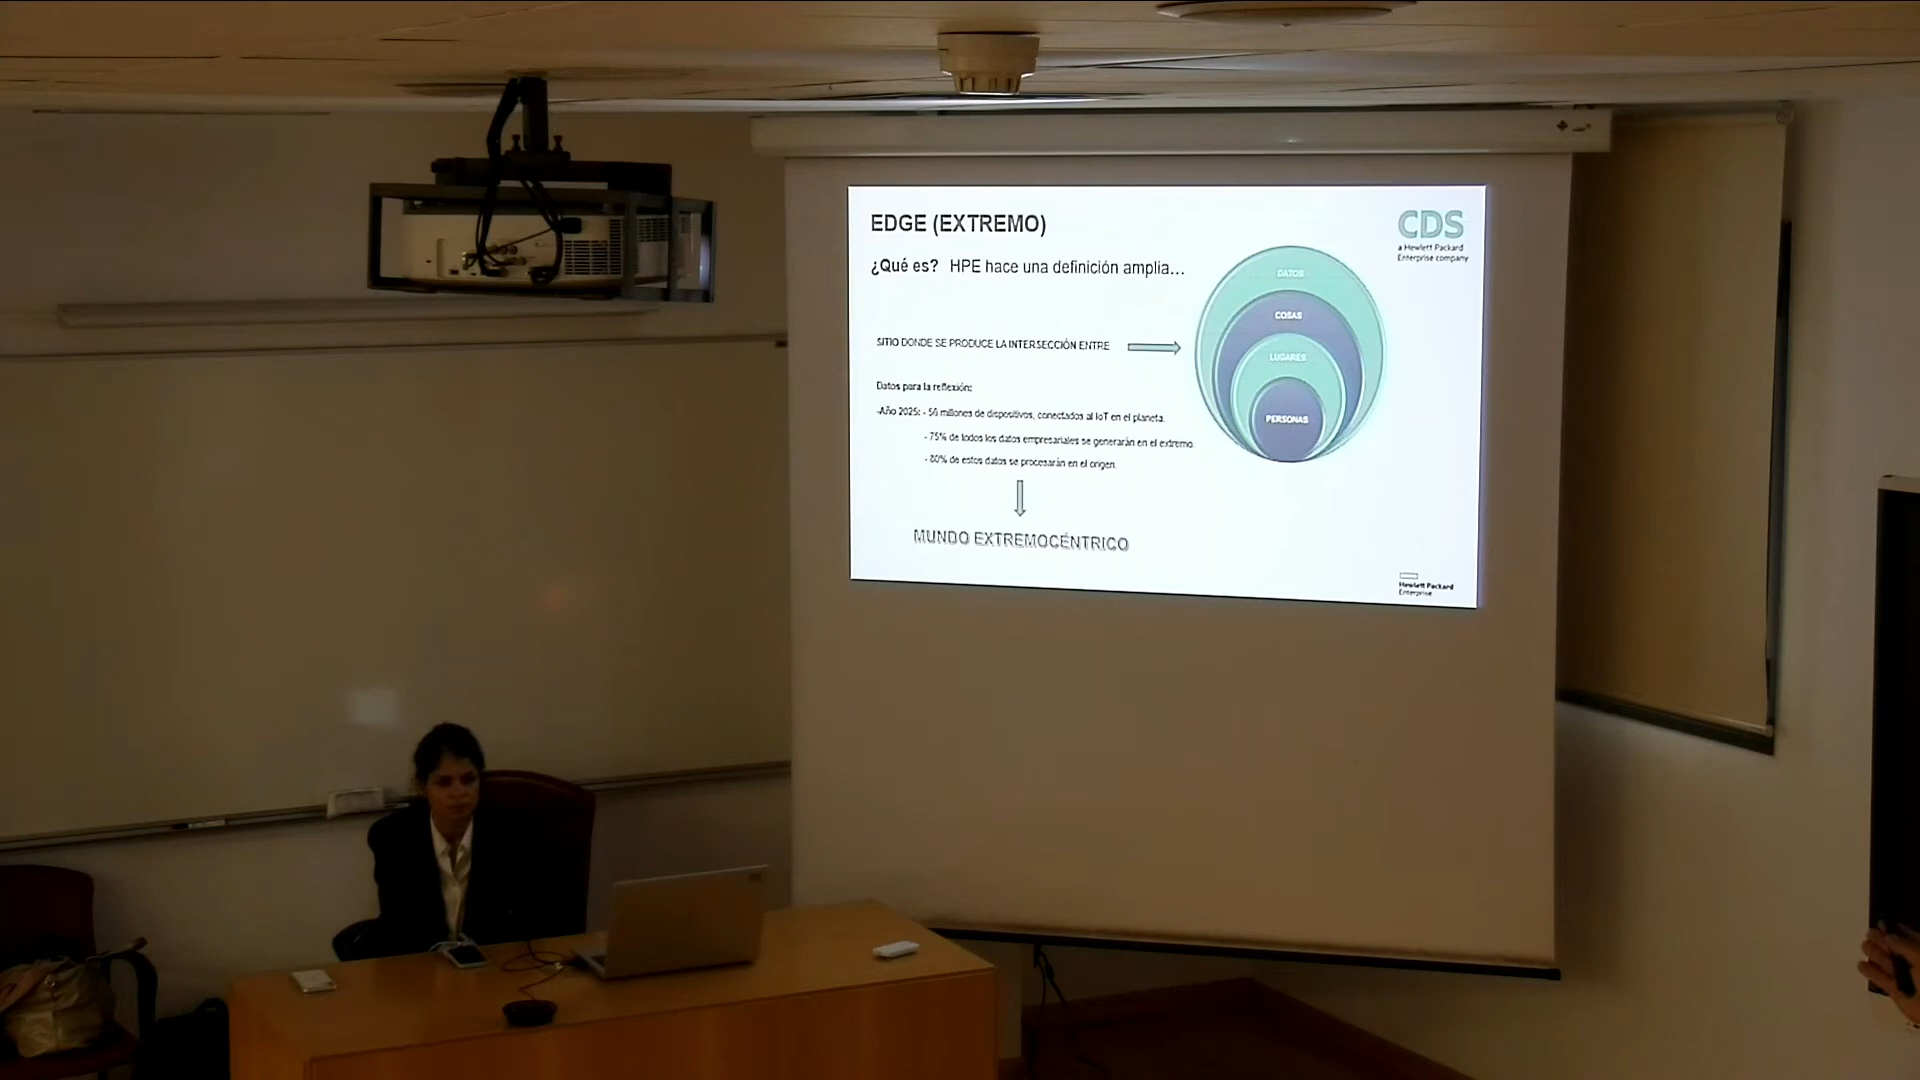 EDGE (EXTREMO)
CDS
a Hewlett Packard
Enterprise company
¿Qué es? HPE hace una definición amplia...
DATOS
COSAS
LUGARES
PERSONAS
SITIO DONDE SE PRODUCE LA INTERSECCIÓN ENTRE
Datos para la reflexión:
-Año 2025: - 50 millones de dispositivos, conectados al IoT en el planeta.
- 75% de todos los datos empresariales se generarán en el extremo.
- 80% de estos datos se procesarán en el origen.
MUNDO EXTREMOCÉNTRICO
Hewlett Packard
Enterprise